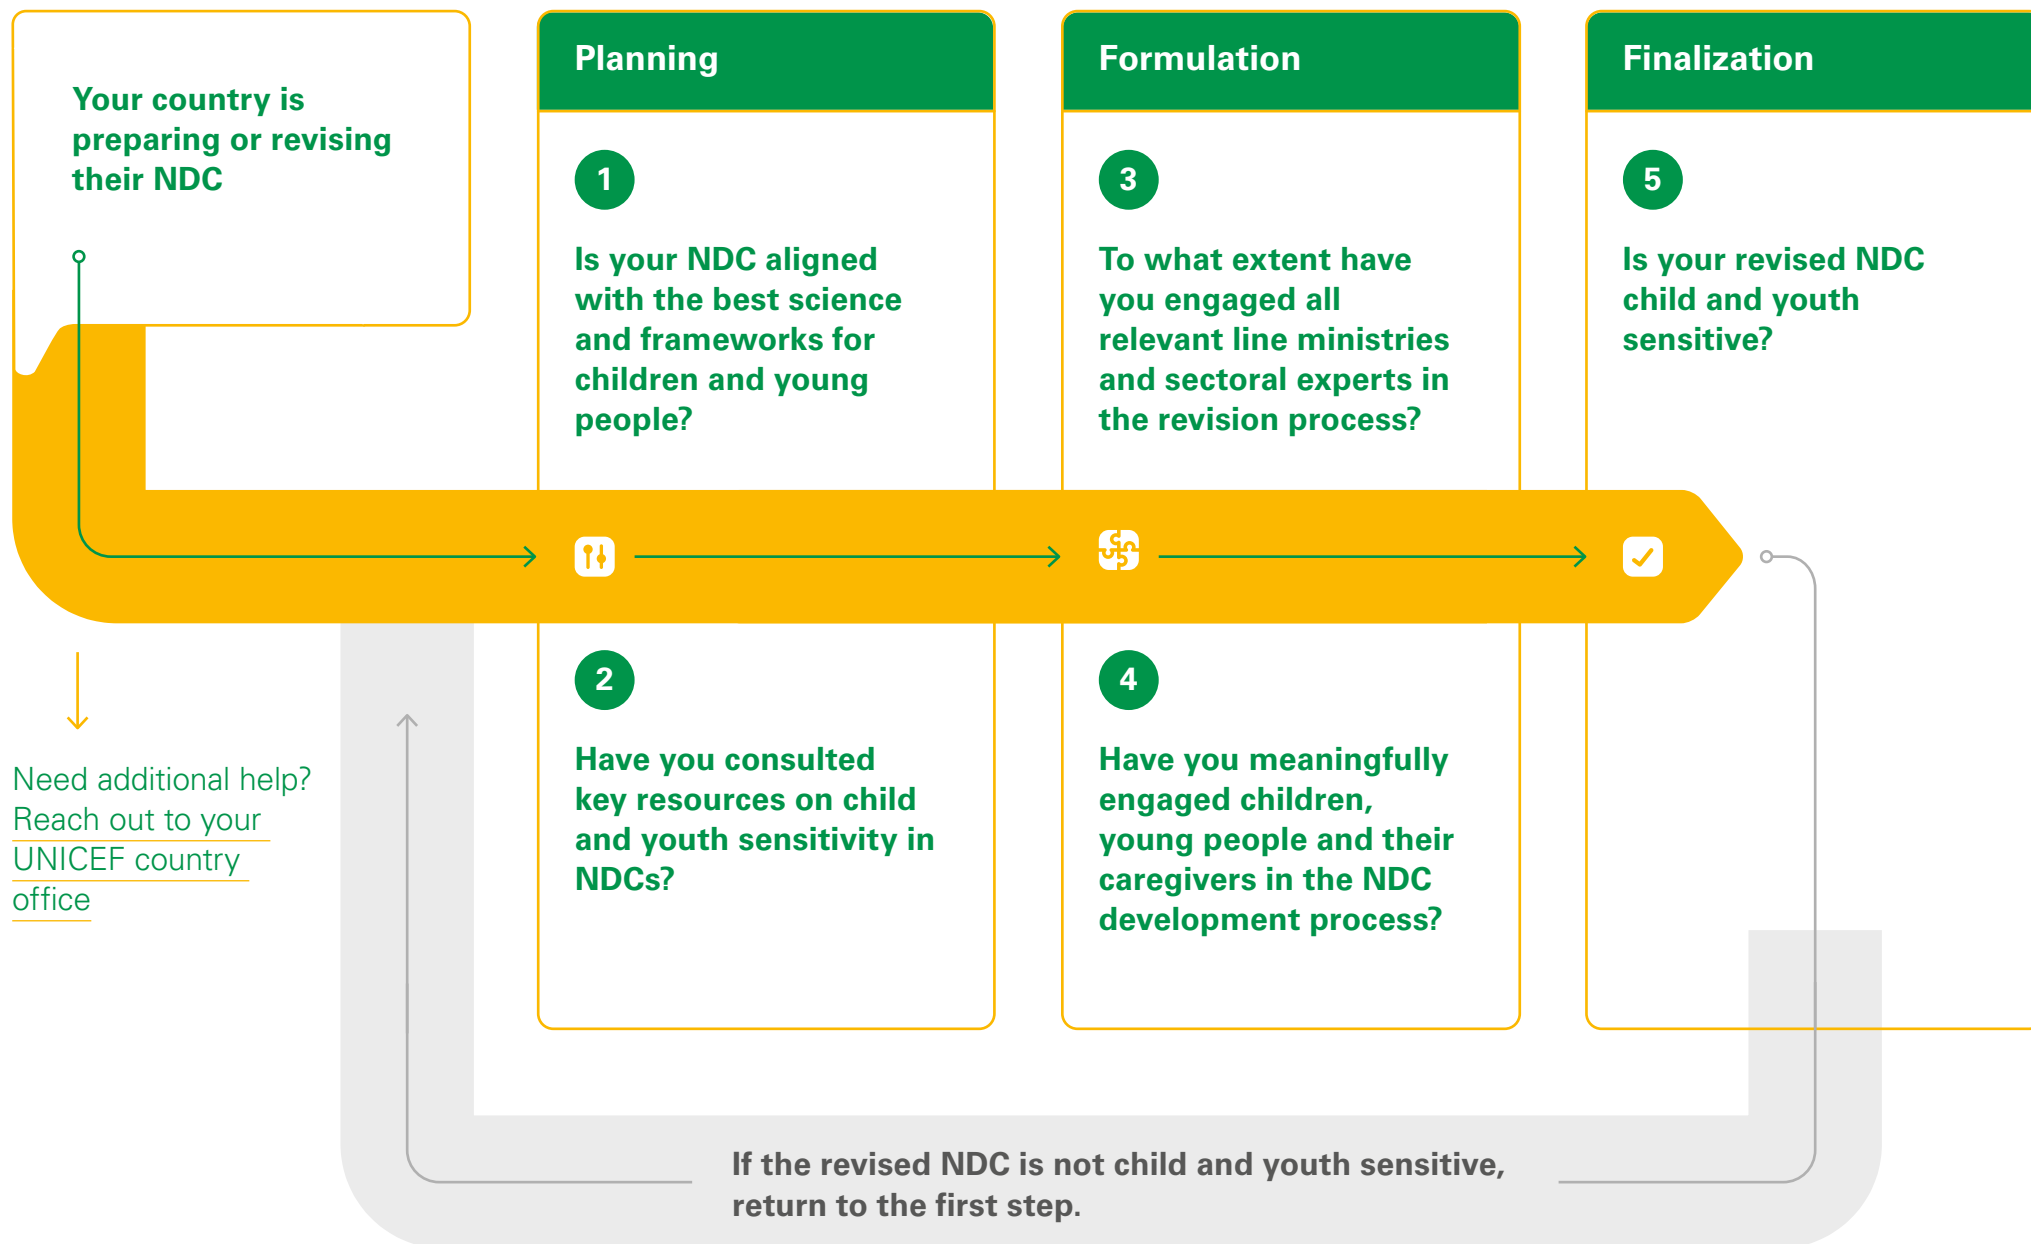 Your country is
preparing or revising
their NDC
Planning
1
Is your NDC aligned
with the best science
and frameworks for
children and young
people?
2
Have you consulted
key resources on child
and youth sensitivity in
NDCs?
Formulation
3
To what extent have
you engaged all
relevant line ministries
and sectoral experts in
the revision process?
4
Have you meaningfully
engaged children,
young people and their
caregivers in the NDC
development process?
Finalization
5
Is your revised NDC
child and youth
sensitive?
Need additional help?
Reach out to your
UNICEF country
office
If the revised NDC is not child and youth sensitive,
return to the first step.